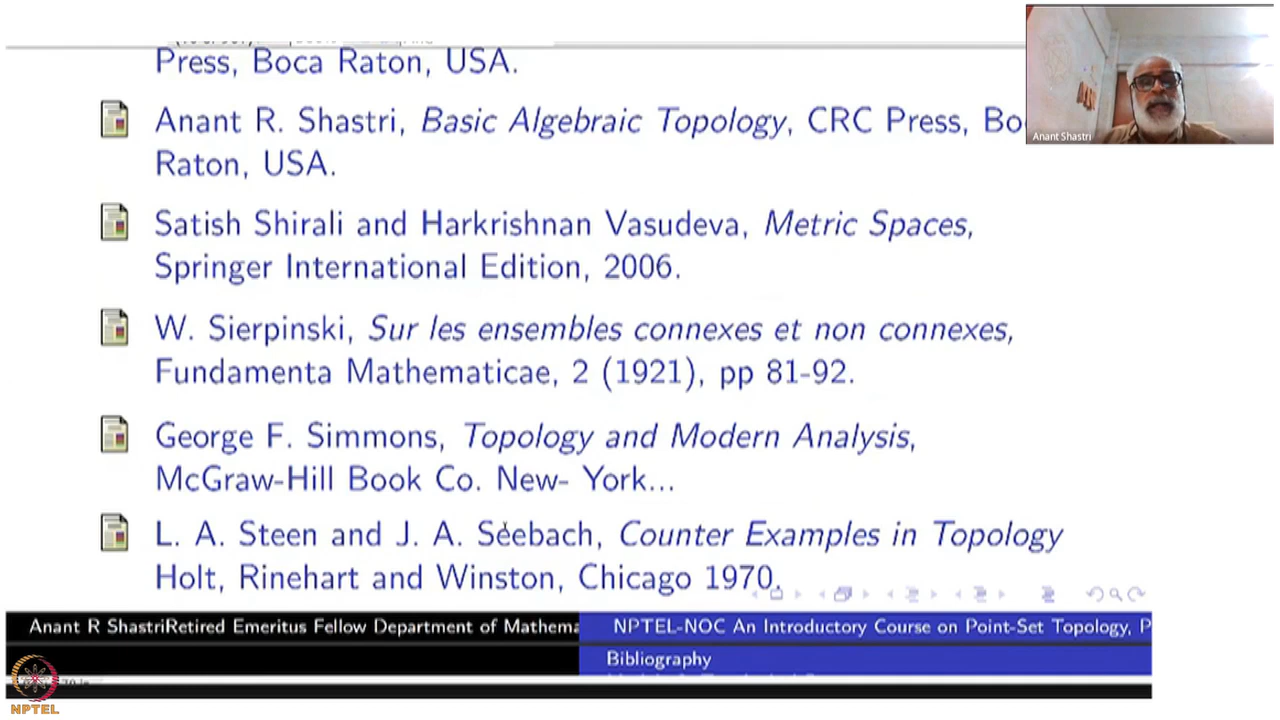 Press, Boca Raton, USA.
Anant R. Shastri, Basic Algebraic Topology, CRC Press, Bo
Raton, USA.
Anant Shastri
Satish Shirali and Harkrishnan Vasudeva, Metric Spaces,
Springer International Edition, 2006.
W. Sierpinski, Sur les ensembles connexes et non connexes,
Fundamenta Mathematicae, 2 (1921), pp 81-92.
George F. Simmons, Topology and Modern Analysis,
McGraw-Hill Book Co. New- York...
L. A. Steen and J. A. Seebach, Counter Examples in Topology
Holt, Rinehart and Winston, Chicago 1970.
Anant R ShastriRetired Emeritus Fellow Department of Mathema
NPTEL-NOC An Introductory Course on Point-Set Topology, P
Bibliography
NPTEL